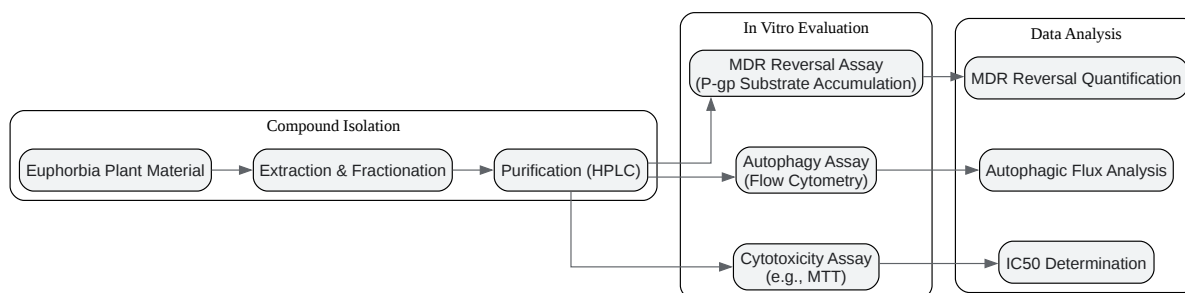 Compound Isolation
Euphorbia Plant Material
Extraction & Fractionation
Purification (HPLC)
In Vitro Evaluation
MDR Reversal Assay
(P-gp Substrate Accumulation)
Autophagy Assay
(Flow Cytometry)
Cytotoxicity Assay
(e.g., MTT)
Data Analysis
MDR Reversal Quantification
Autophagic Flux Analysis
IC50 Determination